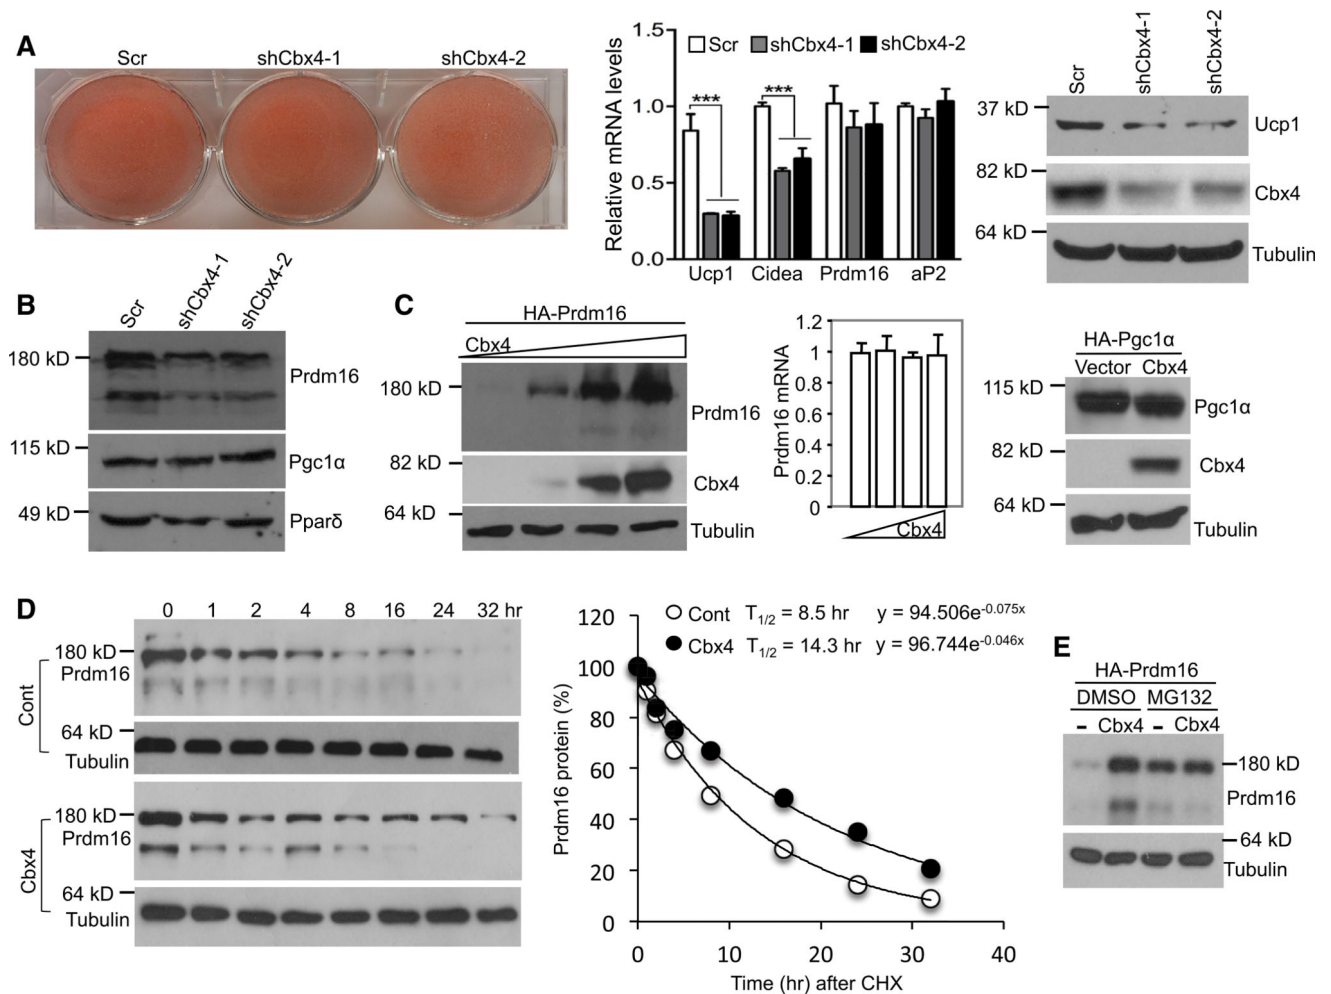 A
Scr shCbx4-1 shCbx4-2
Relative mRNA levels
1.5
1.0
0.5
0.0
Scr shCbx4-1 shCbx4-2
*** ***
Ucp1 Cidea Prdm16 aP2
Scr shCbx4-1 shCbx4-2
37 kD Ucp1
82 kD Cbx4
64 kD Tubulin
B
Scr shCbx4-1 shCbx4-2
180 kD Prdm16
115 kD Pgc1α
49 kD Pparδ
C
HA-Prdm16
Cbx4
180 kD Prdm16
82 kD Cbx4
64 kD Tubulin
Prdm16 mRNA
1.2
1
0.8
0.6
0.4
0.2
0
Cbx4
HA-Pgc1α
Vector Cbx4
115 kD Pgc1α
82 kD Cbx4
64 kD Tubulin
D
0 1 2 4 8 16 24 32 hr
Cont
180 kD
Prdm16
64 kD
Tubulin
Cbx4
180 kD
Prdm16
64 kD
Tubulin
Prdm16 protein (%)
120
100
80
60
40
20
0
Cont T1/2 = 8.5 hr y = 94.506e-0.075x
Cbx4 T1/2 = 14.3 hr y = 96.744e-0.046x
0 10 20 30 40
Time (hr) after CHX
E
HA-Prdm16
DMSO MG132
- Cbx4 - Cbx4
180 kD
Prdm16
64 kD
Tubulin